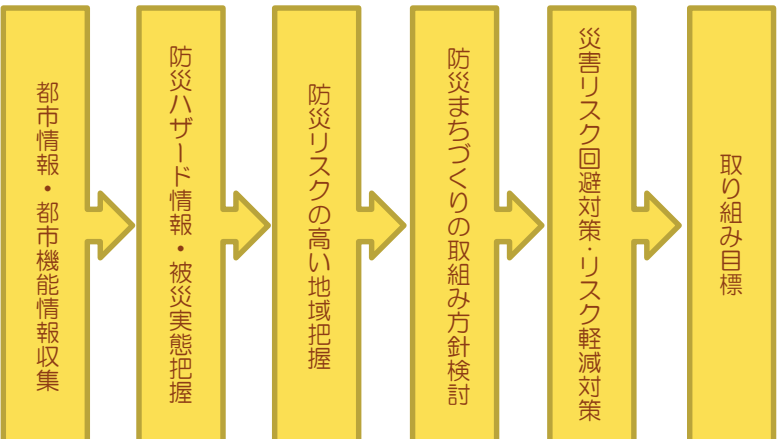 都市情報・都市機能情報収集
防災ハザード情報・被災実態把握
防災リスクの高い地域把握
防災まちづくりの取組み方針検討
災害リスク回避対策・リスク軽減対策
取り組み目標